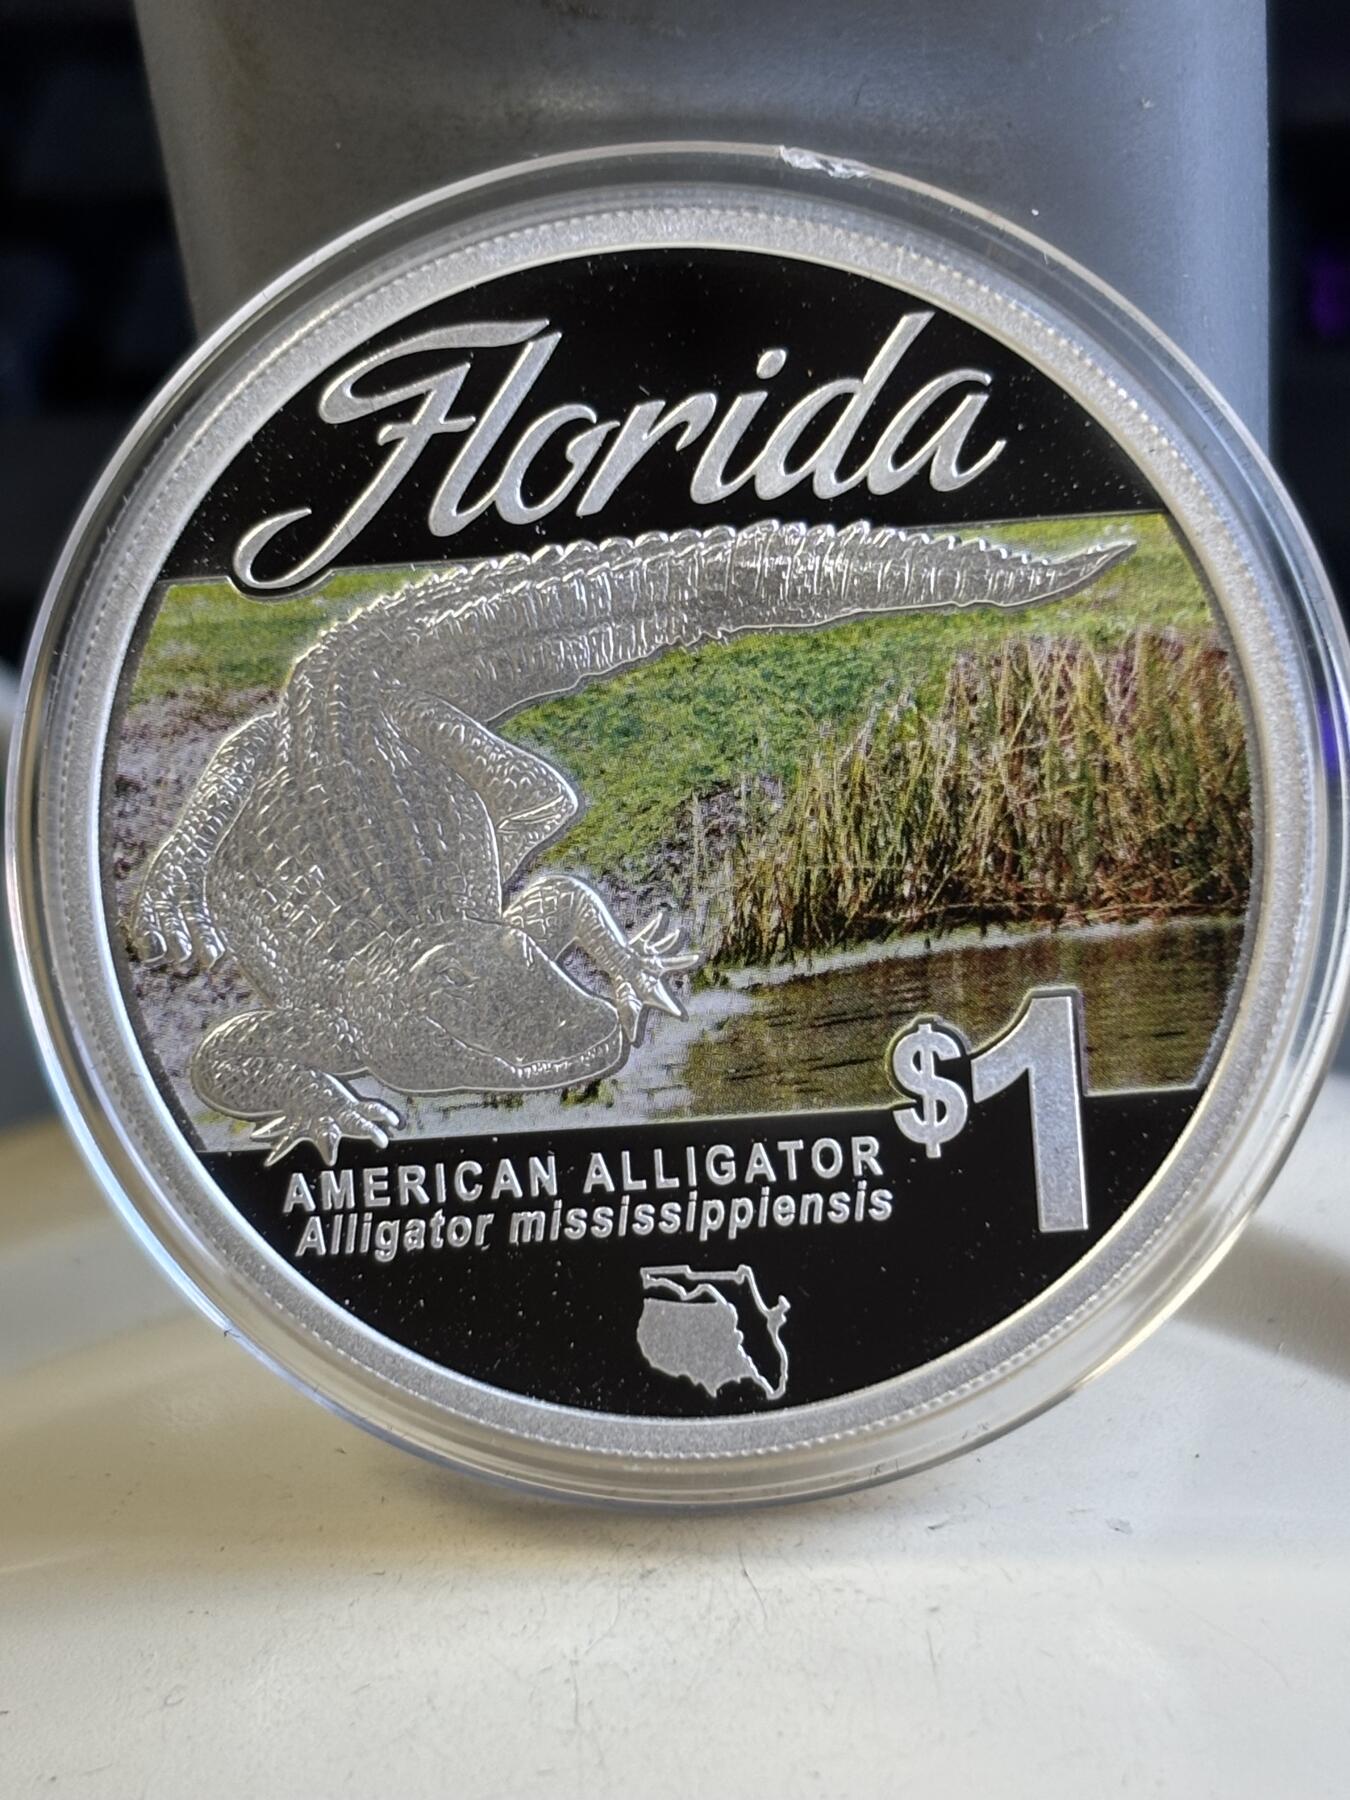 Florida
$1
AMERICAN ALLIGATOR
Alligator mississippiensis